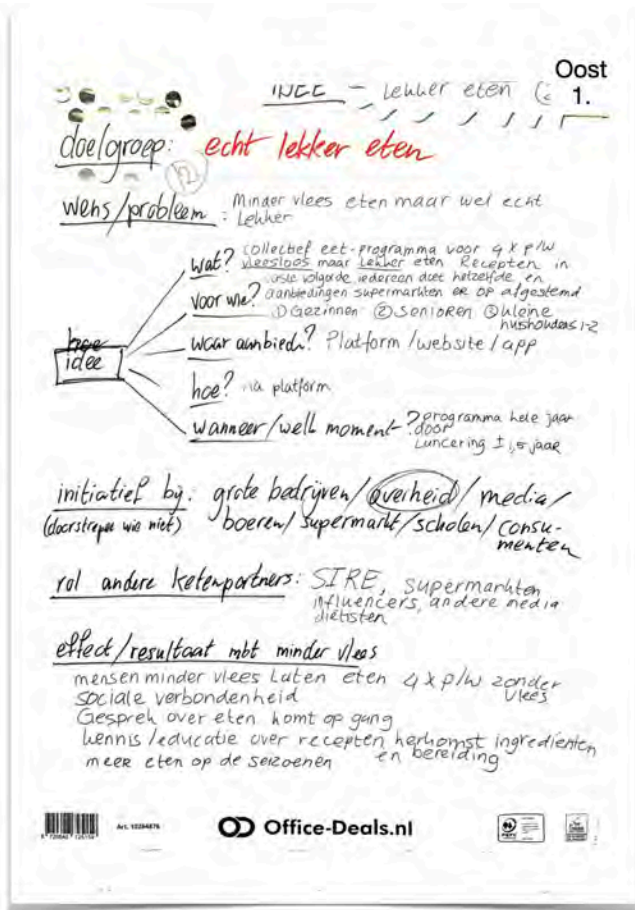 Oost
1.
– Lekker eten
doelgroep: echt lekker eten
12
wens/probleem: Minder vlees eten maar wel echt
lekker
wat? Collectief eet-programma voor 4 x p/w
vleesloos maar lekker eten Recepten in
vaste volgorde iedereen doet hetzelfde en
aanbiedingen supermarkten er op afgestemd
voor wie? 1) Gezinnen 2) Senioren 3) kleine
huishoudens 1-2
idee
waar aanbieden? Platform / website / app
hoe? via platform
wanneer / welk moment? programma hele jaar
door
Luncering ± 1,5 jaar
initiatief bij: grote bedrijven / overheid / media /
(doorstrepen wie niet) boeren / supermarkt / scholen / consu-
menten
rol andere ketenpartners: SIRE, supermarkten
influencers, andere media
diëtisten
effect/resultaat mbt minder vlees
mensen minder vlees laten eten 4 x p/w zonder
vlees
sociale verbondenheid
Gesprek over eten komt op gang
kennis/educatie over recepten herkomst ingredienten
en bereiding
meer eten op de seizoenen
Art. 10294876
Office-Deals.nl